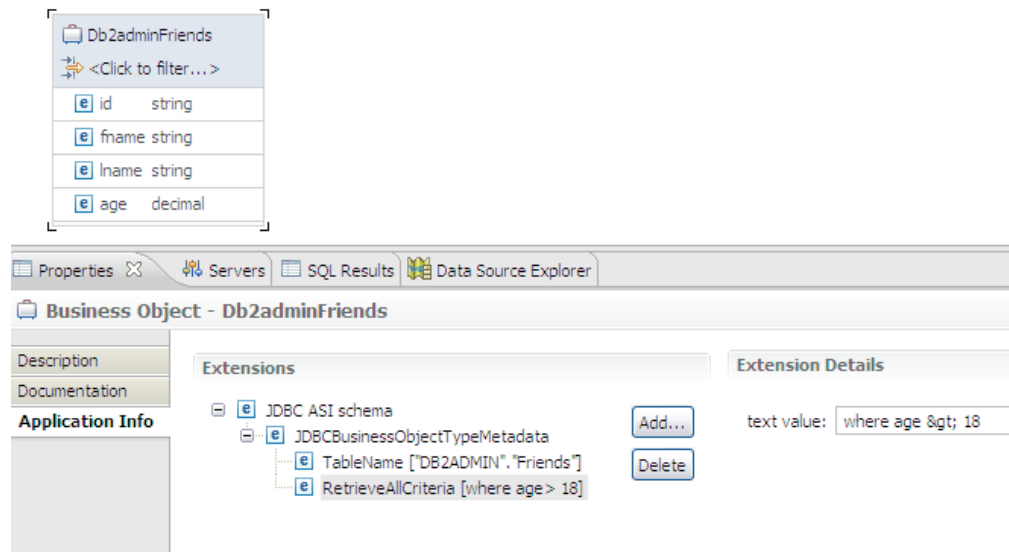 Db2adminFriends
<Click to filter...>
e id string
e fname string
e lname string
e age decimal
Properties Servers SQL Results Data Source Explorer
Business Object - Db2adminFriends
Description
Documentation
Application Info
Extensions
e JDBC ASI schema
e JDBCBusinessObjectTypeMetadata
e TableName ["DB2ADMIN"."Friends"]
e RetrieveAllCriteria [where age> 18]
Add...
Delete
Extension Details
text value: where age &gt; 18